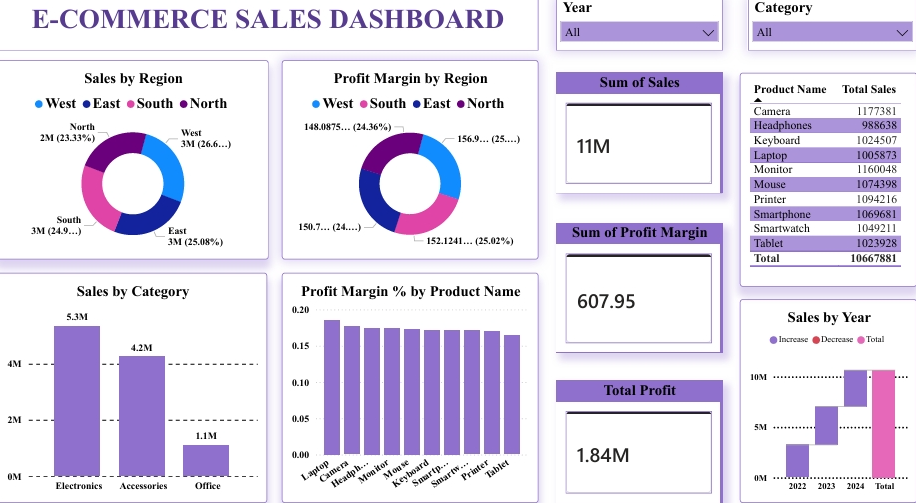 E-COMMERCE SALES DASHBOARD
Year
All
Category
All
Sales by Region
West East South North
North
2M (23.33%)
West
3M (26.6...)
South
3M (24.9...)
East
3M (25.08%)
Profit Margin by Region
West South East North
148.0875... (24.36%)
156.9... (25....)
150.7... (24....)
152.1241... (25.02%)
Sum of Sales
11M
Sum of Profit Margin
607.95
Total Profit
1.84M
Product Name Total Sales
Camera 1177381
Headphones 988638
Keyboard 1024507
Laptop 1005873
Monitor 1160048
Mouse 1074398
Printer 1094216
Smartphone 1069681
Smartwatch 1049211
Tablet 1023928
Total 10667881
Sales by Category
5.3M
4.2M
1.1M
4M
2M
0M
Electronics Accessories Office
Profit Margin % by Product Name
0.20
0.15
0.10
0.05
0.00
Laptop Camera Headph... Monitor Mouse Keyboard Smartp... Smartw... Printer Tablet
Sales by Year
Increase Decrease Total
10M
5M
0M
2022 2023 2024 Total